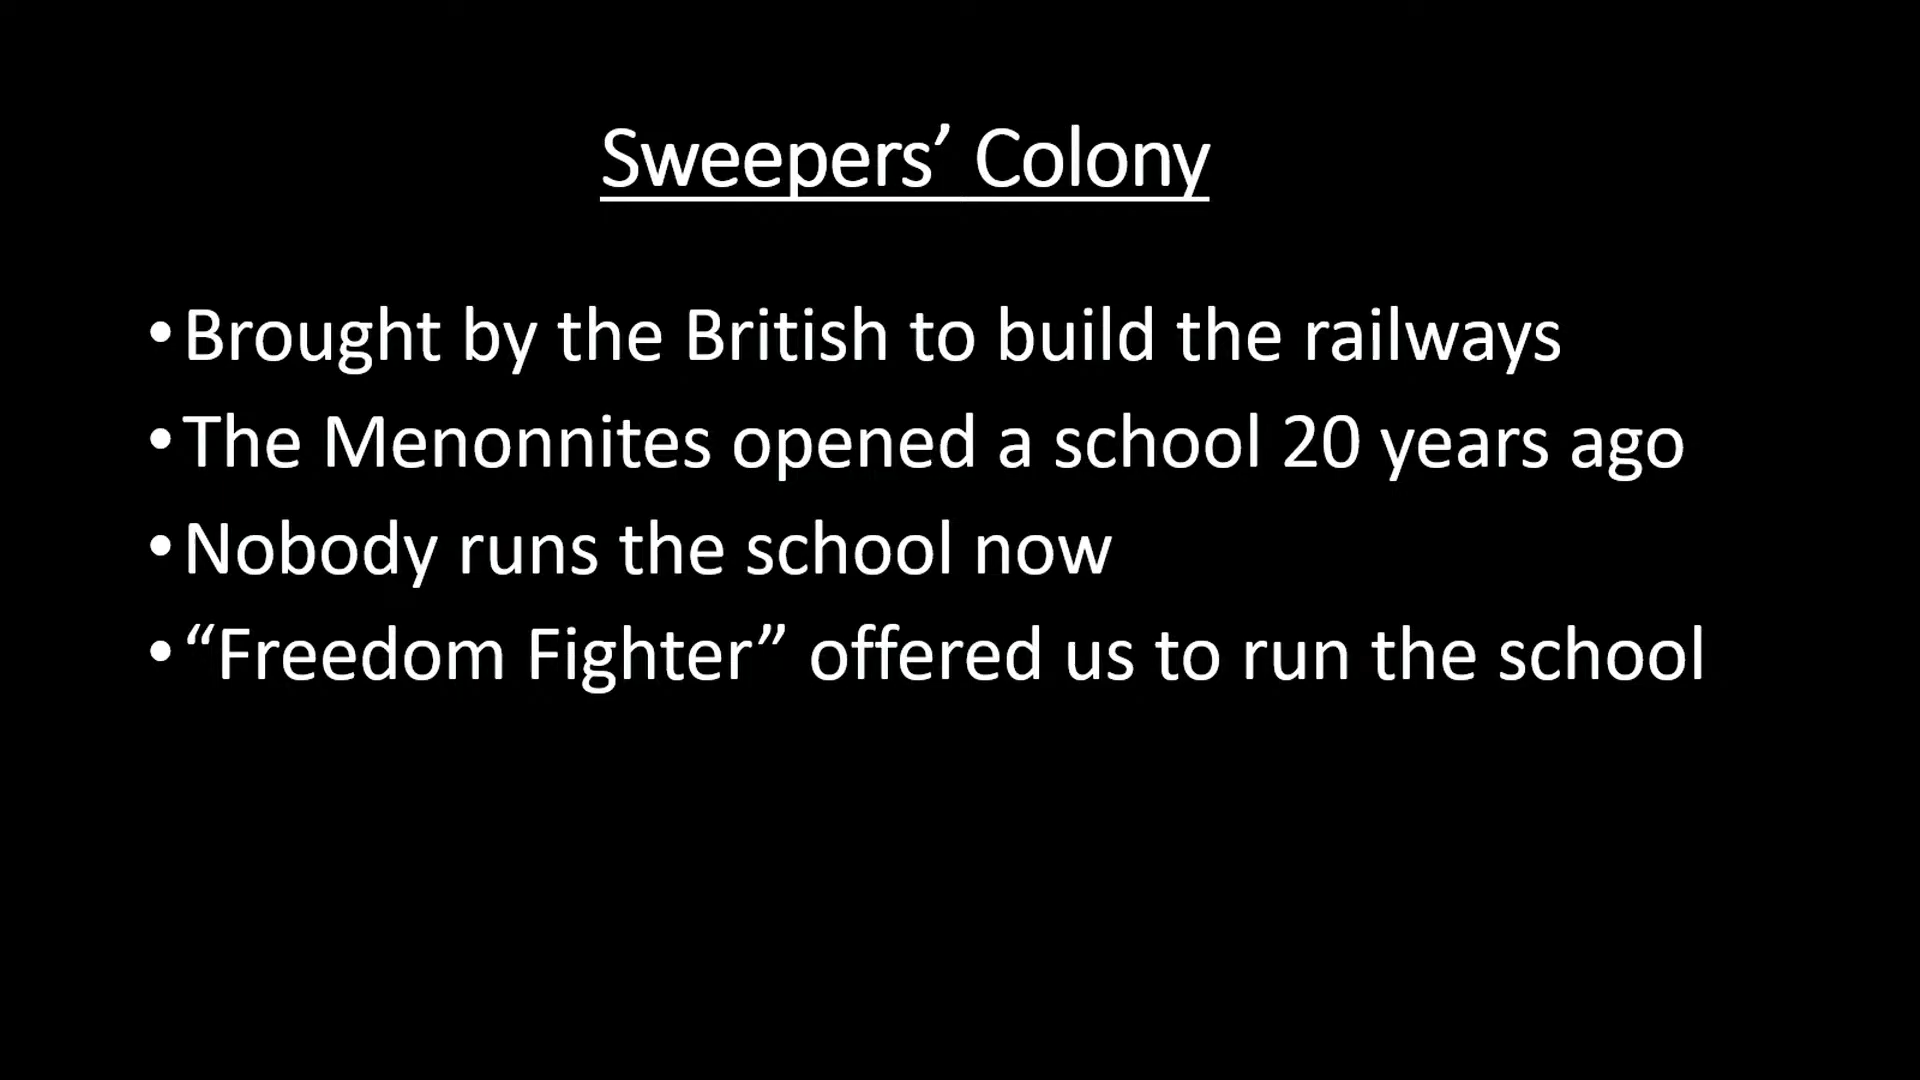 Sweepers’ Colony
•Brought by the British to build the railways
•The Menonnites opened a school 20 years ago
•Nobody runs the school now
•“Freedom Fighter” offered us to run the school